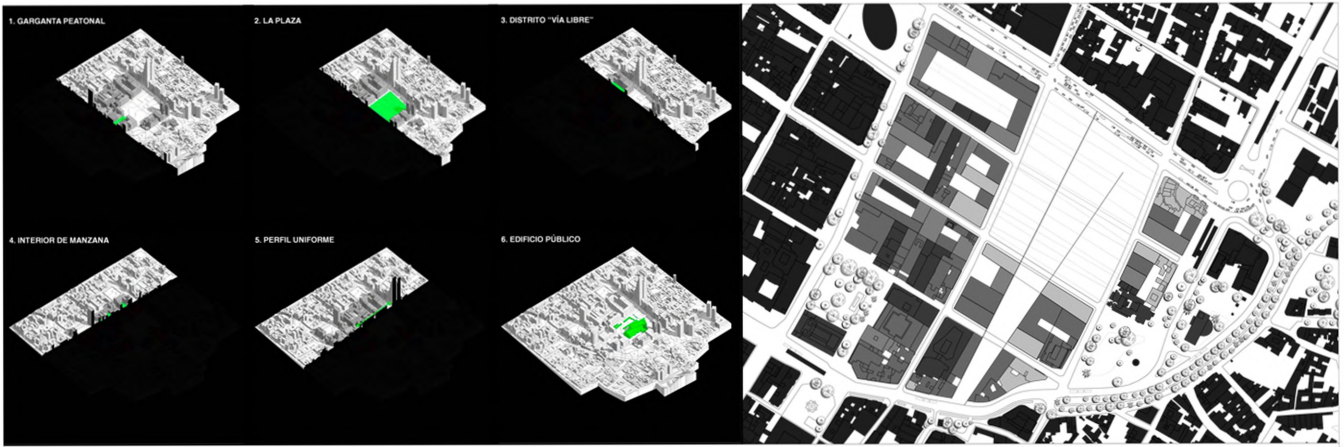 1. GARGANTA PEATONAL
2. LA PLAZA
3. DISTRITO “VÍA LIBRE”
4. INTERIOR DE MANZANA
5. PERFIL UNIFORME
6. EDIFICIO PÚBLICO